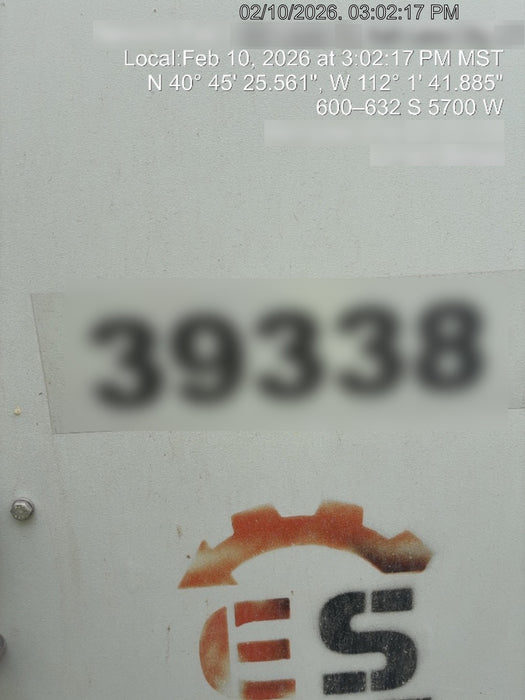 02/10/2026. 03:02:17 PM
Local:Feb 10, 2026 at 3:02:17 PM MST
N 40° 45' 25.561", W 112° 1' 41.885"
600–632 S 5700 W
39338
ES